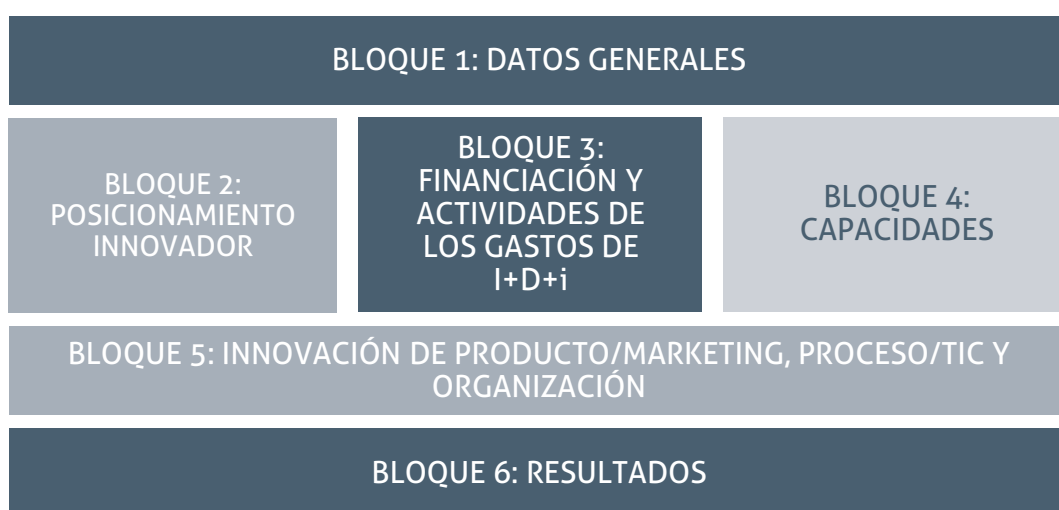 BLOQUE 1: DATOS GENERALES
BLOQUE 2:
POSICIONAMIENTO
INNOVADOR
BLOQUE 3:
FINANCIACIÓN Y
ACTIVIDADES DE
LOS GASTOS DE
I+D+i
BLOQUE 4:
CAPACIDADES
BLOQUE 5: INNOVACIÓN DE PRODUCTO/MARKETING, PROCESO/TIC Y
ORGANIZACIÓN
BLOQUE 6: RESULTADOS